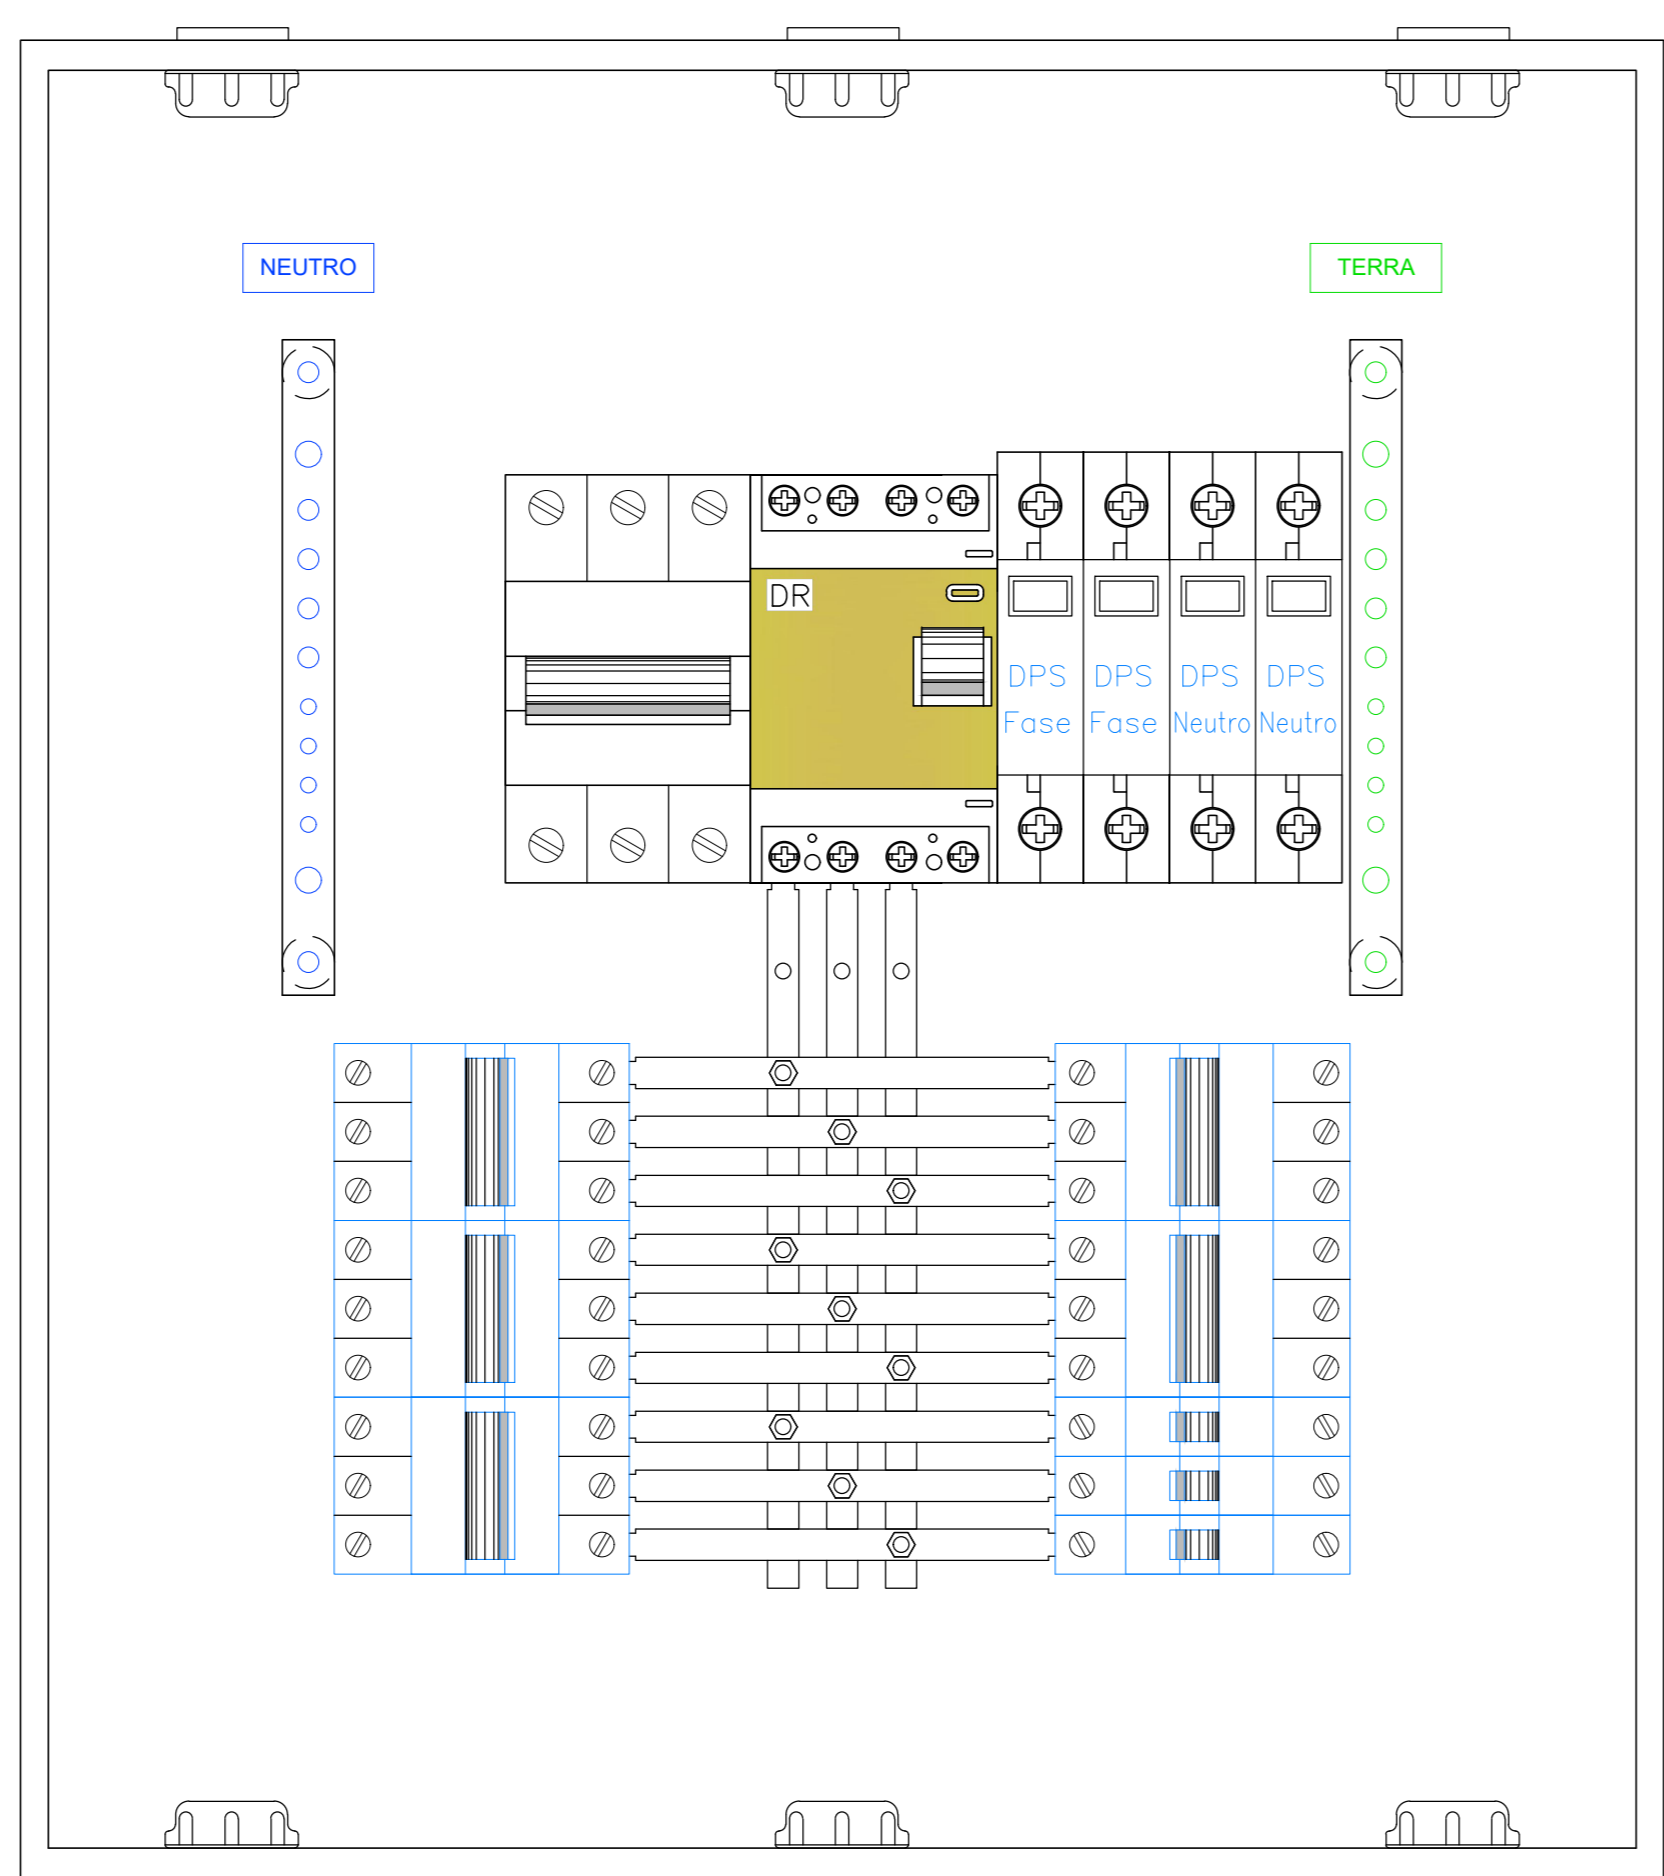 NEUTRO
TERRA
DR
DPS DPS DPS DPS
Fase Fase Neutro Neutro